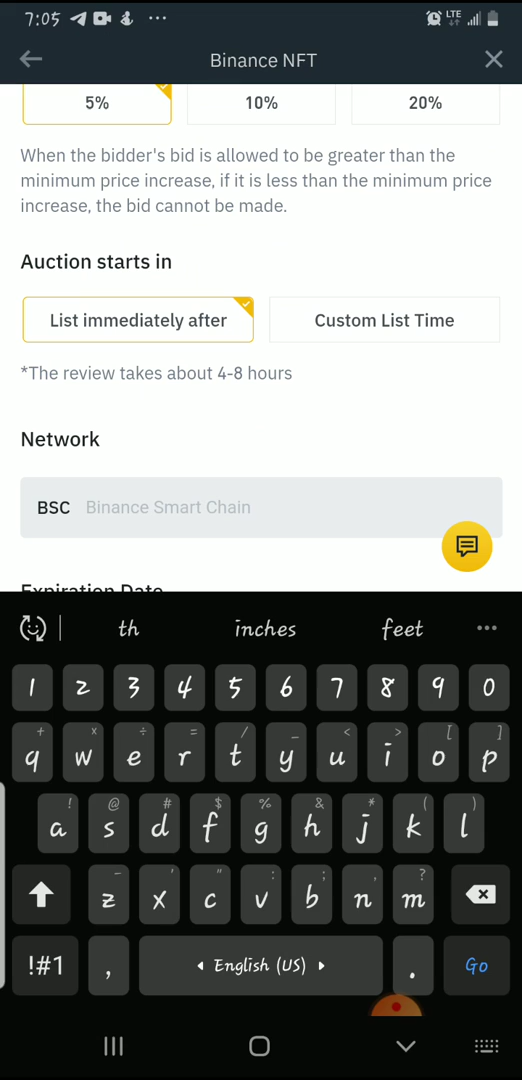 7:05 ... LTE
Binance NFT
5% 10% 20%
When the bidder's bid is allowed to be greater than the
minimum price increase, if it is less than the minimum price
increase, the bid cannot be made.
Auction starts in
List immediately after Custom List Time
*The review takes about 4-8 hours
Network
BSC Binance Smart Chain
Expiration Date
th inches feet ...
1 2 3 4 5 6 7 8 9 0
+ × ÷ = / _ < > [ ]
q w e r t y u i o p
! @ # $ % & * ( )
a s d f g h j k l
- ' " : ; , ?
z x c v b n m
!#1 , English (US) . Go